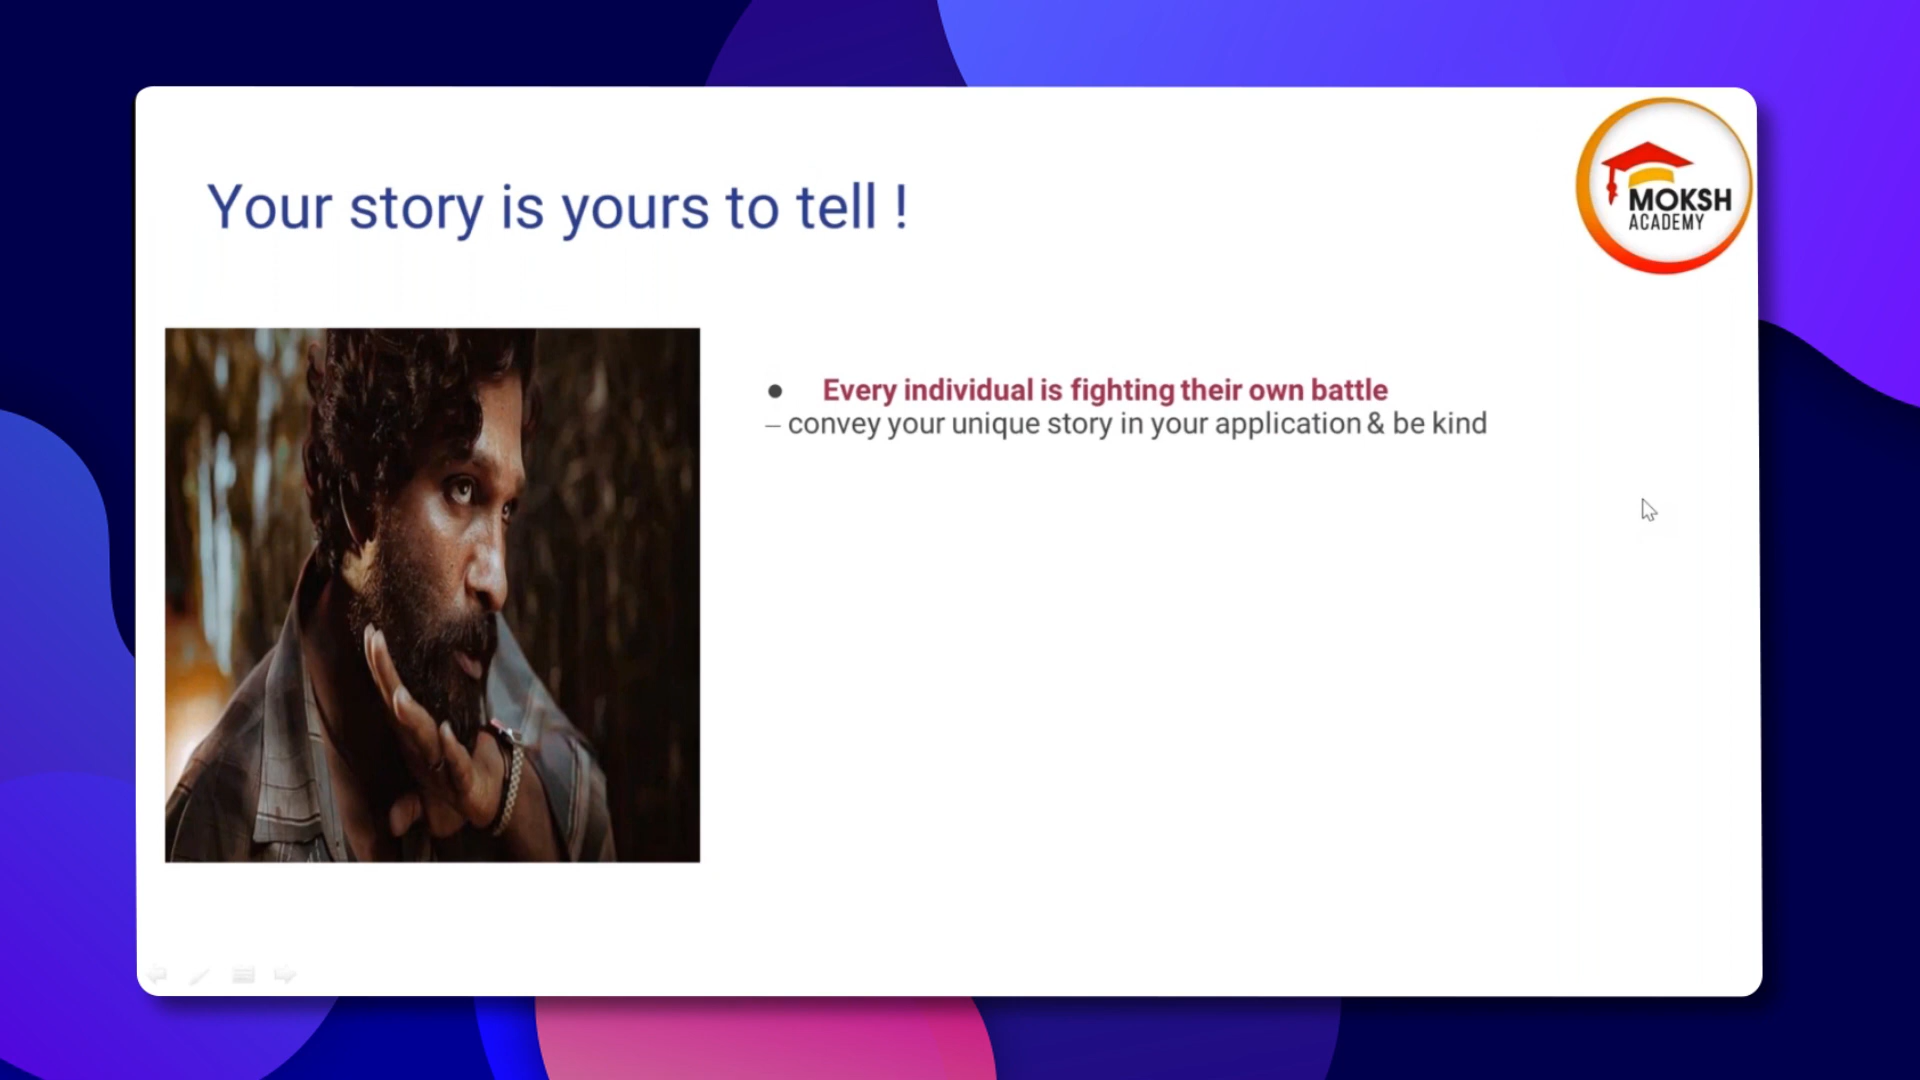 Your story is yours to tell !
MOKSH
ACADEMY
● Every individual is fighting their own battle
– convey your unique story in your application & be kind